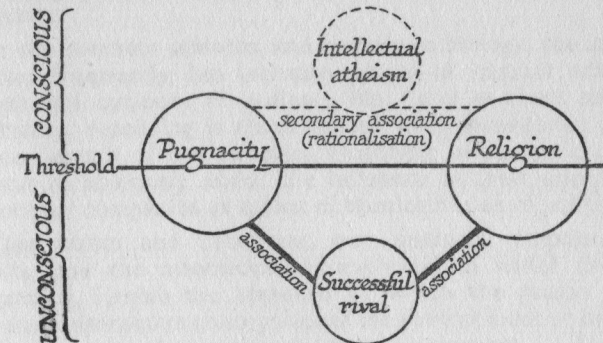 CONSCIOUS
Intellectual
atheism
secondary association
(rationalisation)
Pugnacity
Religion
Threshold
UNCONSCIOUS
association
association
Successful
rival